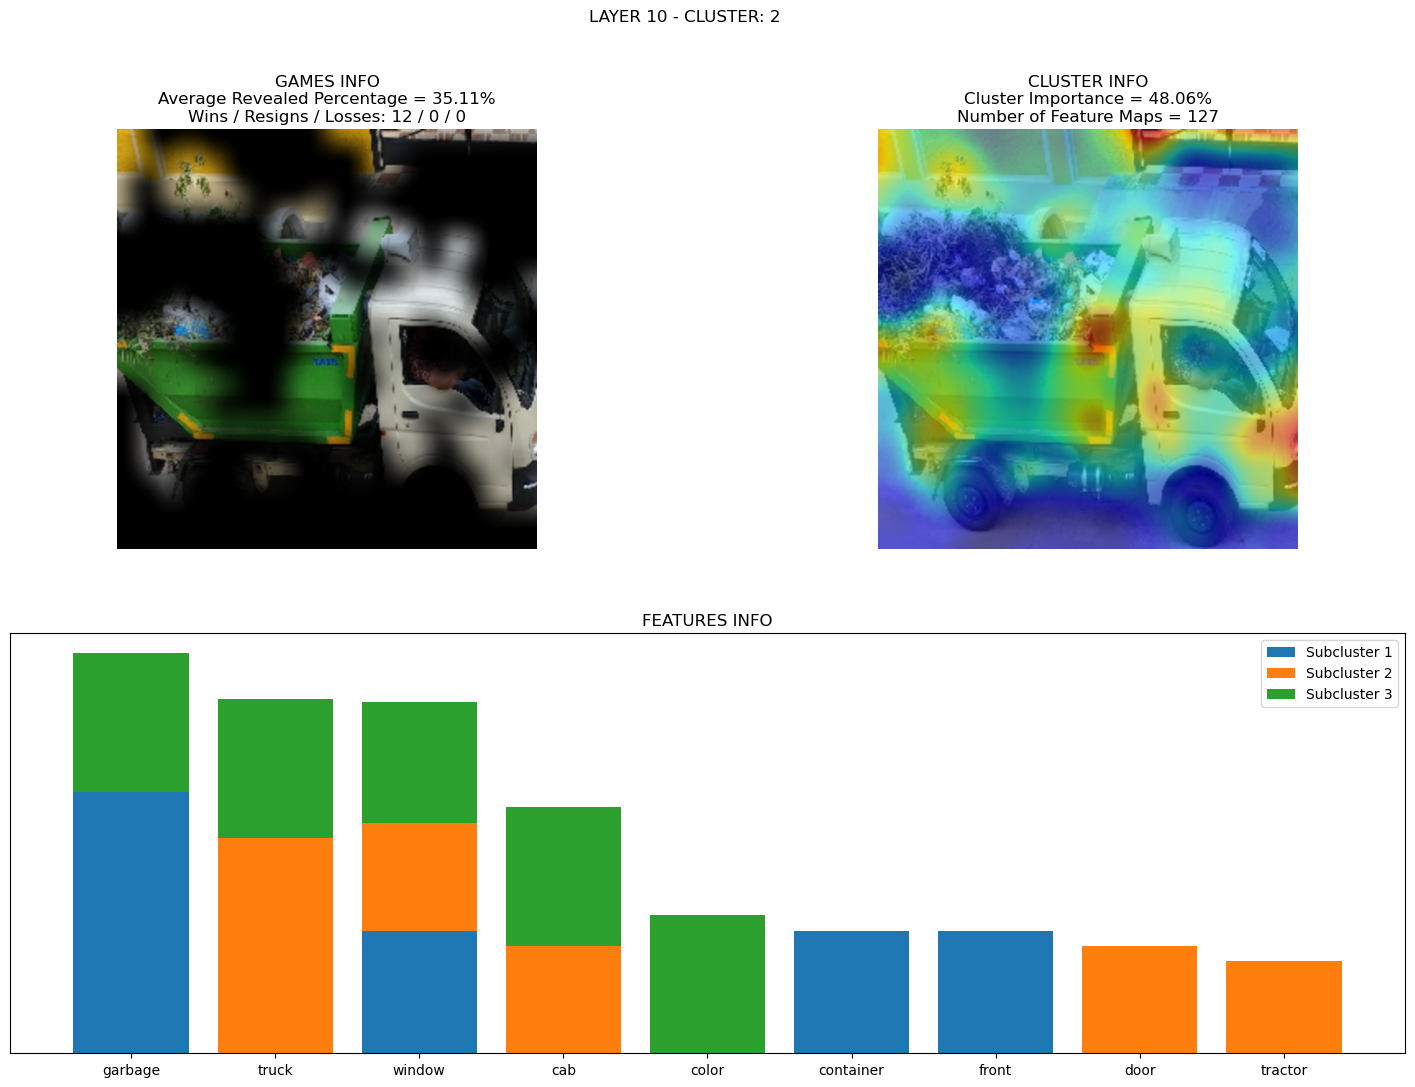 LAYER 10 - CLUSTER: 2
GAMES INFO
Average Revealed Percentage = 35.11%
Wins / Resigns / Losses: 12 / 0 / 0
CLUSTER INFO
Cluster Importance = 48.06%
Number of Feature Maps = 127
TATA
FEATURES INFO
Subcluster 1
Subcluster 2
Subcluster 3
garbage
truck
window
cab
color
container
front
door
tractor